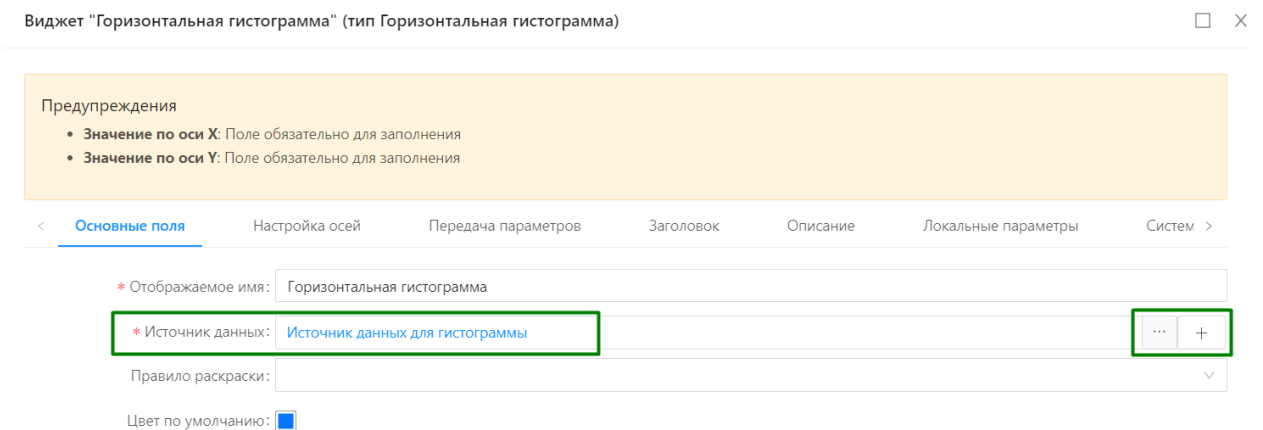 Виджет "Горизонтальная гистограмма" (тип Горизонтальная гистограмма)
Предупреждения
• Значение по оси X: Поле обязательно для заполнения
• Значение по оси Y: Поле обязательно для заполнения
< Основные поля Настройка осей Передача параметров Заголовок Описание Локальные параметры Систем >
* Отображаемое имя: Горизонтальная гистограмма
* Источник данных: Источник данных для гистограммы ... +
Правило раскраски:
Цвет по умолчанию: